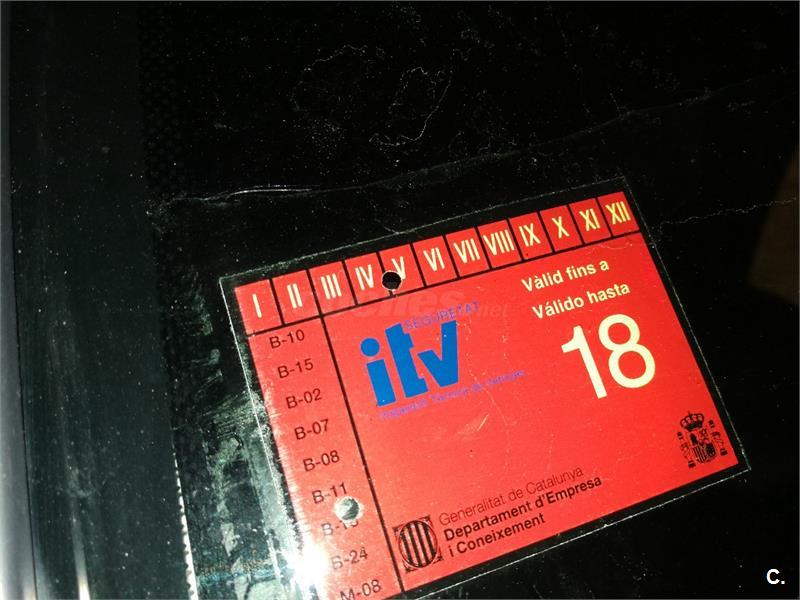 I II III IV V VI VII VIII IX X XI XII
B-10
B-15
B-02
B-07
B-08
B-11
B-24
M-08
SEGURETAT
itv
Vàlid fins a
Válido hasta
18
Generalitat de Catalunya
Departament d'Empresa
i Coneixement
C.